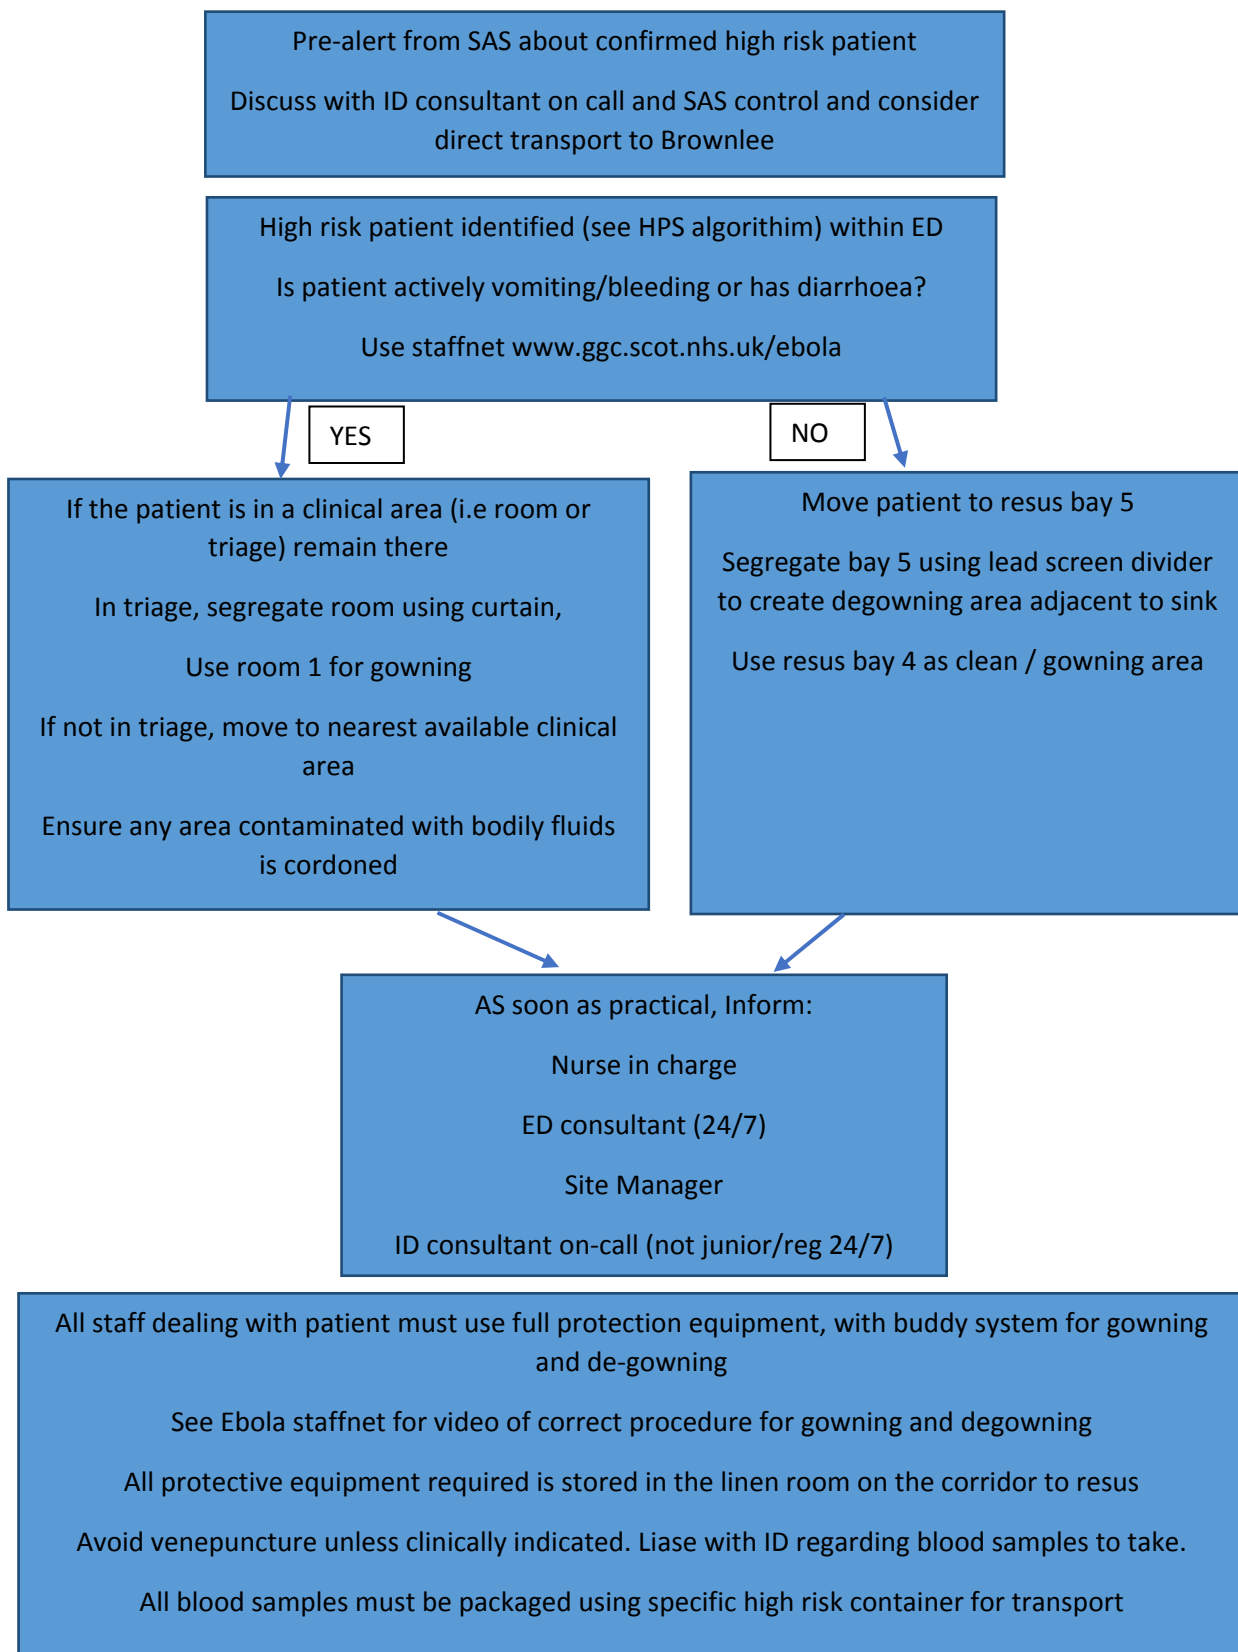 Pre-alert from SAS about confirmed high risk patient
Discuss with ID consultant on call and SAS control and consider
direct transport to Brownlee
High risk patient identified (see HPS algorithim) within ED
Is patient actively vomiting/bleeding or has diarrhoea?
Use staffnet www.ggc.scot.nhs.uk/ebola
YES
NO
If the patient is in a clinical area (i.e room or
triage) remain there
In triage, segregate room using curtain,
Use room 1 for gowning
If not in triage, move to nearest available clinical
area
Ensure any area contaminated with bodily fluids
is cordoned
Move patient to resus bay 5
Segregate bay 5 using lead screen divider
to create degowning area adjacent to sink
Use resus bay 4 as clean / gowning area
AS soon as practical, Inform:
Nurse in charge
ED consultant (24/7)
Site Manager
ID consultant on-call (not junior/reg 24/7)
All staff dealing with patient must use full protection equipment, with buddy system for gowning
and de-gowning
See Ebola staffnet for video of correct procedure for gowning and degowning
All protective equipment required is stored in the linen room on the corridor to resus
Avoid venepuncture unless clinically indicated. Liase with ID regarding blood samples to take.
All blood samples must be packaged using specific high risk container for transport